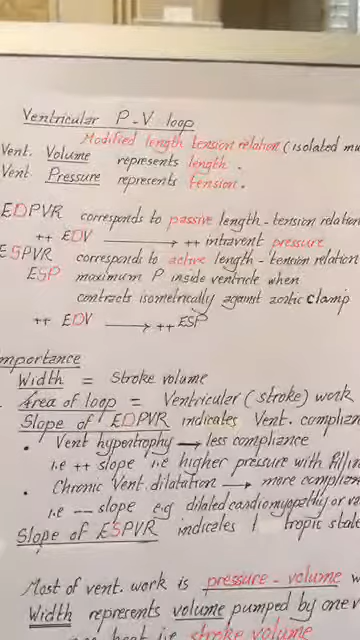 Ventricular P-V loop
Modified length tension relation (isolated mu
Vent. Volume represents length.
Vent Pressure represents tension.
EDPVR corresponds to passive length-tension relation
++ EDV → ++ intravent pressure
ESPVR corresponds to active length-tension relation
ESP maximum P inside ventricle when
contracts isometrically against aortic clamp
++ EDV → ++ ESP
mportance
Width = Stroke volume
Area of loop = Ventricular (stroke) work
Slope of EDPVR indicates Vent. complian
• Vent hypertrophy → less compliance
i.e ++ slope i.e higher pressure with fillin
• Chronic Vent. dilatation → more complian
i.e -- slope e.g dilated cardiomyopathy or va
Slope of ESPVR indicates I tropic state
Most of vent. work is pressure-volume w
Width represents volume pumped by one v
beat i.e stroke volume